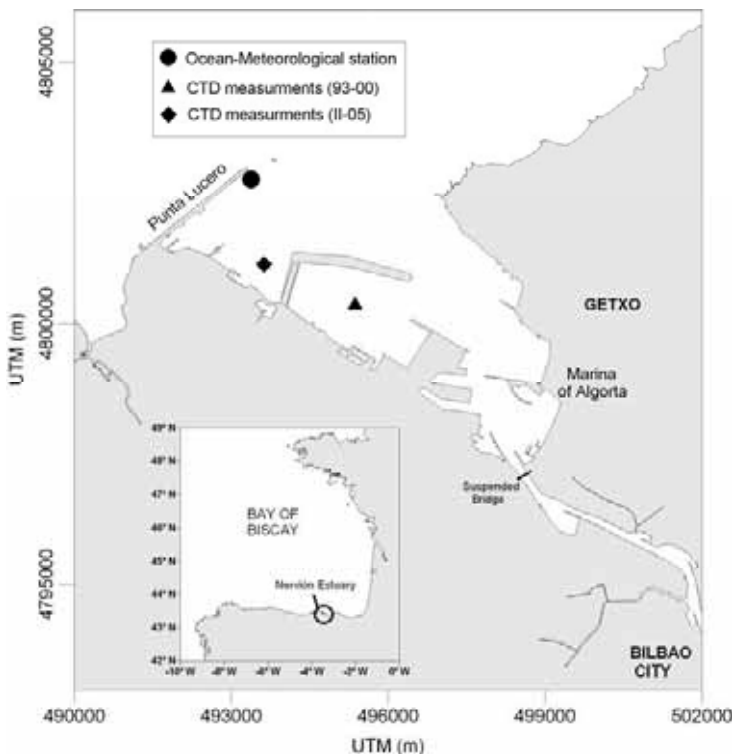 4805000
4800000
4795000
UTM (m)
Ocean-Meteorological station
CTD measurments (93-00)
CTD measurments (II-05)
Punta Lucero
GETXO
Marina
of Algorta
Suspended
Bridge
BILBAO
CITY
49° N
48° N
47° N
46° N
45° N
44° N
43° N
42° N
BAY OF
BISCAY
Nervión Estuary
-10° W -8° W -6° W -4° W -2° W 0° W
490000 493000 496000 499000 502000
UTM (m)